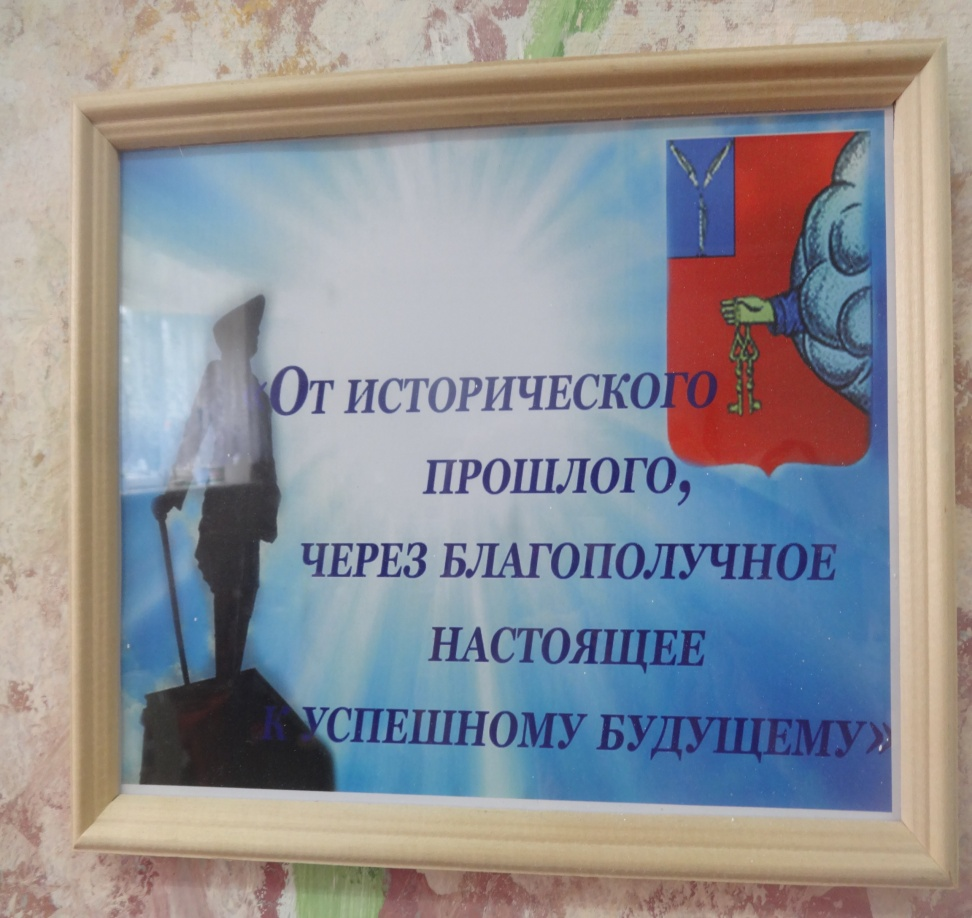 «От исторического
прошлого,
через благополучное
настоящее
к успешному будущему»